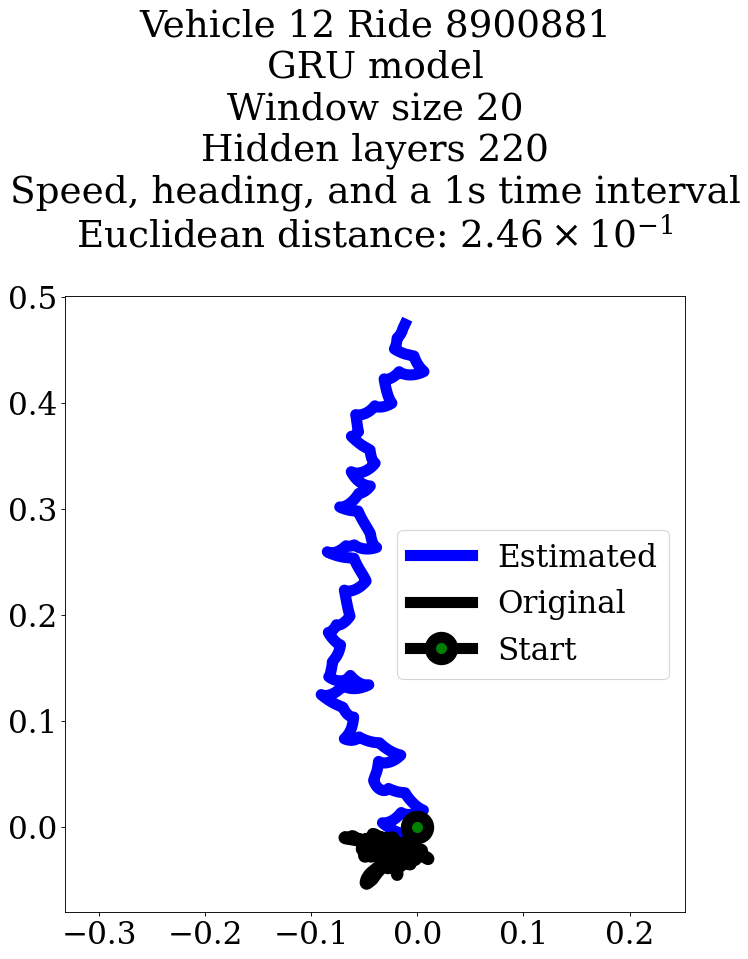 Vehicle 12 Ride 8900881
GRU model
Window size 20
Hidden layers 220
Speed, heading, and a 1s time interval
Euclidean distance: 2.46 × 10⁻¹
0.5
0.4
0.3
0.2
0.1
0.0
Estimated
Original
Start
−0.3 −0.2 −0.1 0.0 0.1 0.2